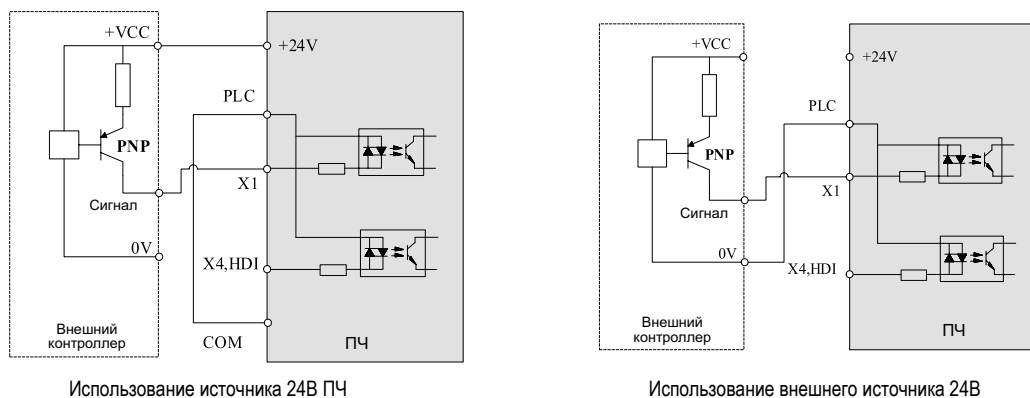 +VCC
+24V
PLC
PNP
X1
Сигнал
0V
X4,HDI
Внешний
контроллер
COM
ПЧ
Использование источника 24В ПЧ
+VCC
+24V
PLC
PNP
X1
Сигнал
0V
X4,HDI
Внешний
контроллер
ПЧ
Использование внешнего источника 24В